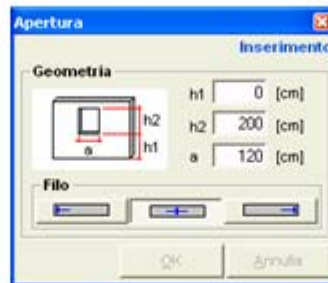 Apertura
Inserimento
Geometria
h2
h1
a
h1 0 [cm]
h2 200 [cm]
a 120 [cm]
Filo
OK Annulla